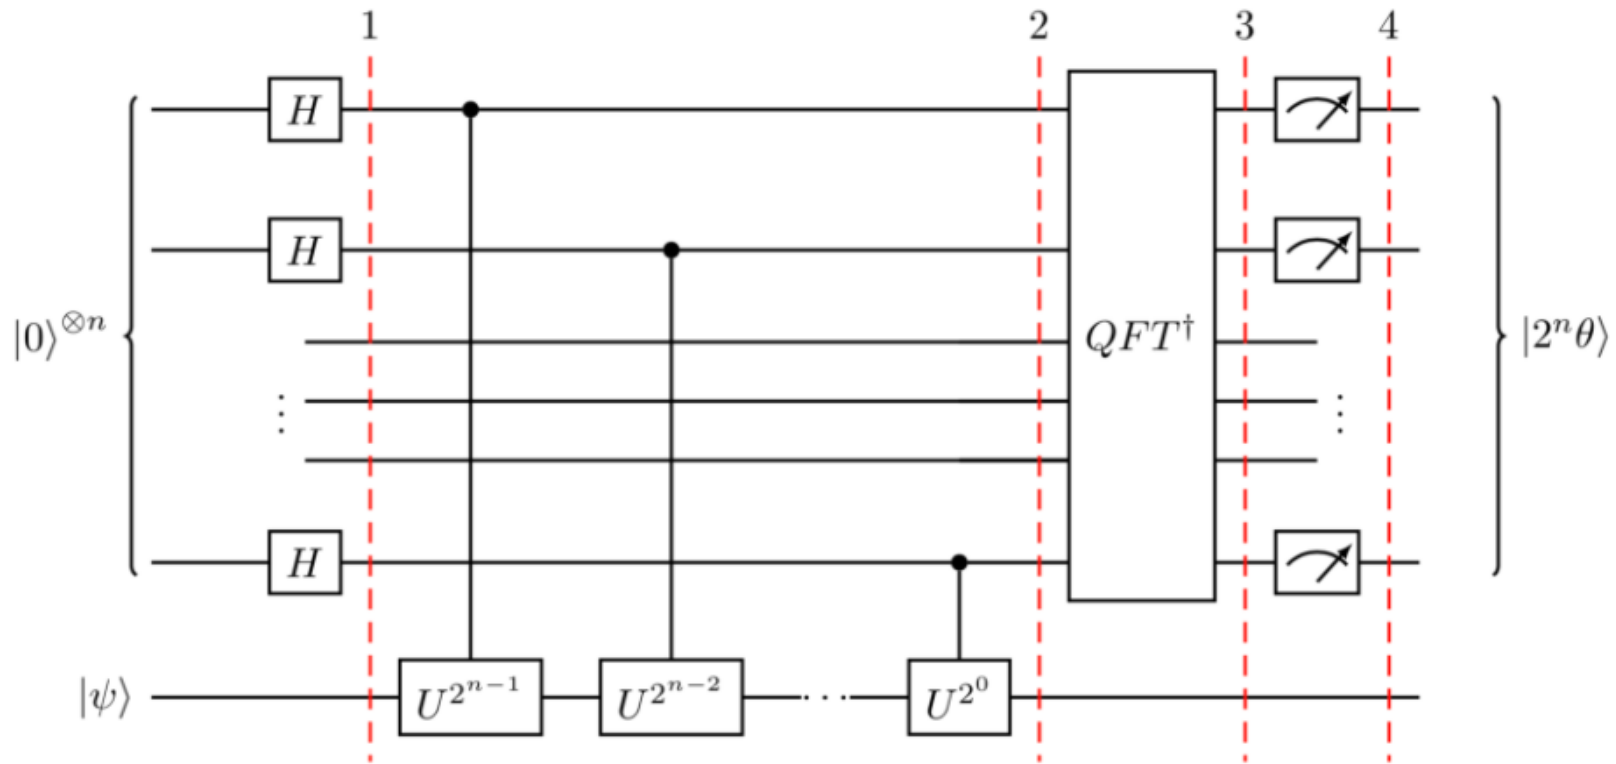 1 2 3 4
H
H
|0⟩^{⊗n} QFT^† |2^nθ⟩
⋮ ⋮
H
|ψ⟩ U^{2^{n-1}} U^{2^{n-2}} ··· U^{2^0}